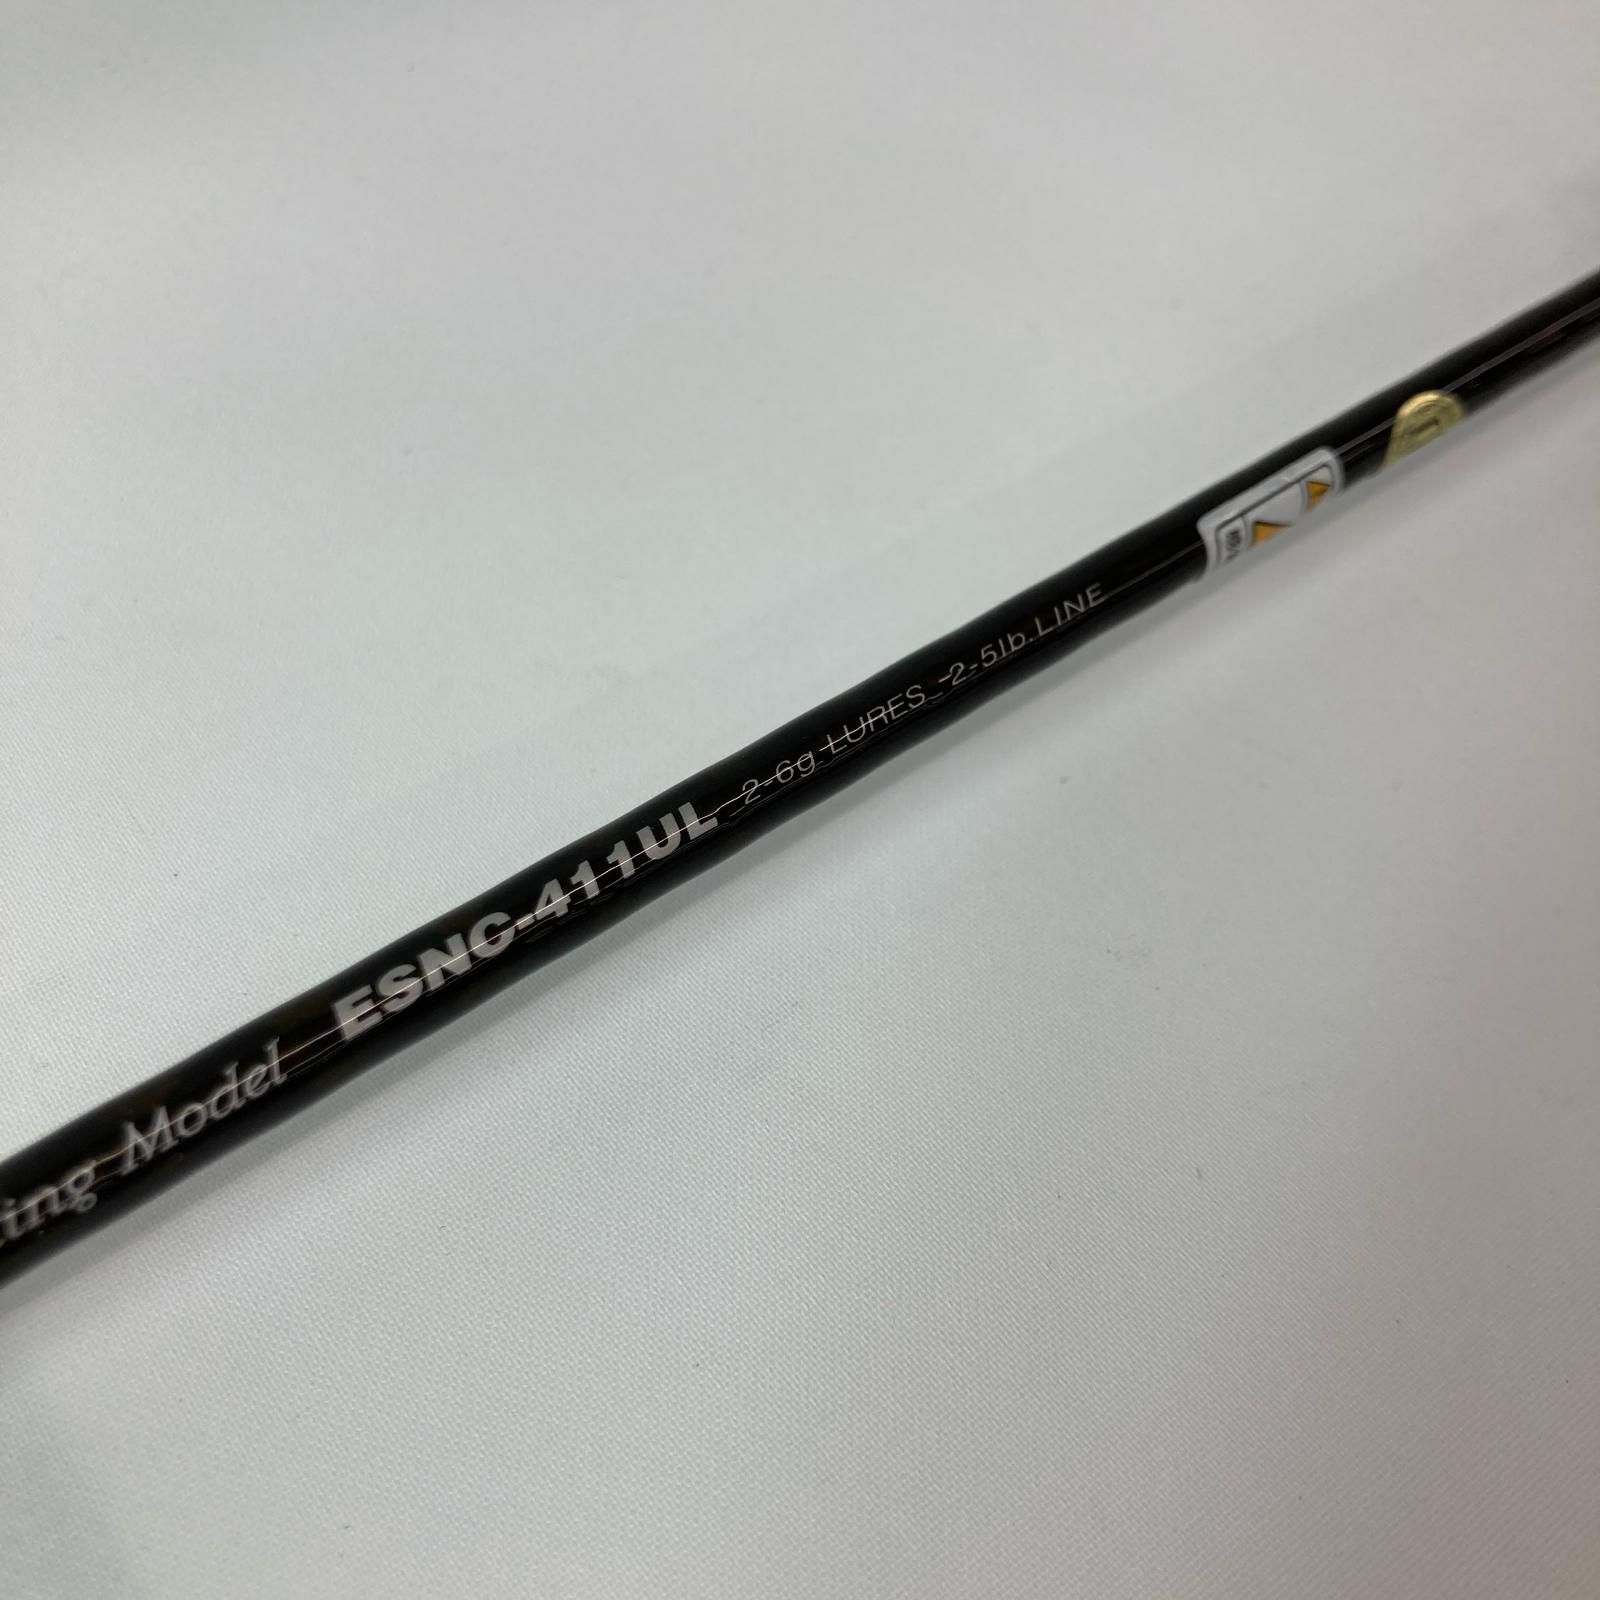 ing Model ESNC-411UL 2-6g LURES 2-5lb.LINE